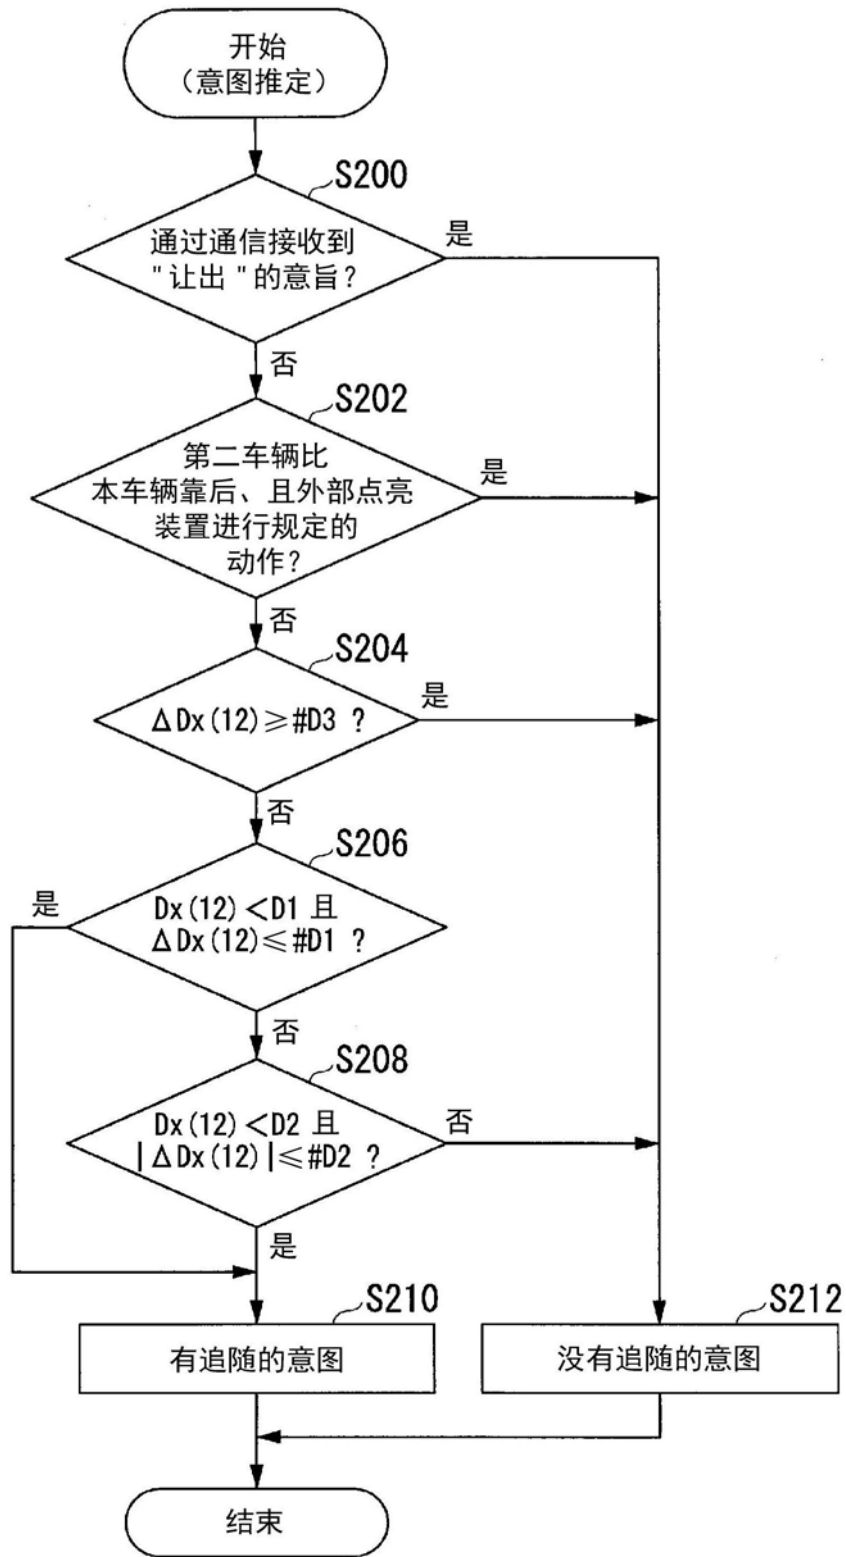 开始
（意图推定）
S200
通过通信接收到
"让出"的意旨？
是
否
S202
第二车辆比
本车辆靠后、且外部点亮
装置进行规定的
动作？
是
否
S204
ΔDx(12)≥#D3 ?
是
否
S206
Dx(12)<D1 且
ΔDx(12)≤#D1 ?
是
否
S208
Dx(12)<D2 且
|ΔDx(12)|≤#D2 ?
否
是
S210
有追随的意图
S212
没有追随的意图
结束